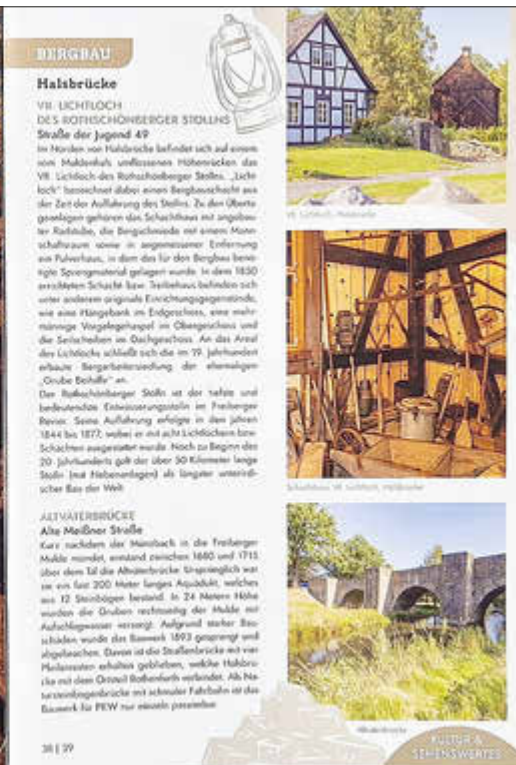 BERGBAU
Halsbrücke
VII. LICHTLOCH
DES ROTHSCHÖNBERGER STOLLNS
Straße der Jugend 49
Im Norden von Halsbrücke befindet sich auf einem
vom Muldental umflossenen Höhenrücken das
VII. Lichtloch des Rothschönberger Stollns. „Licht-
loch“ bezeichnet dabei einen Bergbauschacht aus
der Zeit der Auffahrung des Stollns. Zu den Überta-
geanlagen gehören das Schachthaus mit angebau-
ter Radstube, die Bergschmiede mit einem Mann-
schaftsraum sowie in angemessener Entfernung
ein Pulverhaus, in dem das für den Bergbau benö-
tigte Sprengmaterial gelagert wurde. In dem 1850
errichteten Schacht- bzw. Treibehaus befinden sich
unter anderem originale Einrichtungsgegenstände,
wie eine Hängebank im Erdgeschoss, eine mehr-
männige Vorgelegehaspel im Obergeschoss und
die Seilscheiben im Dachgeschoss. An das Areal
des Lichtlochs schließt sich die im 19. Jahrhundert
erbaute Bergarbeitersiedlung der ehemaligen
„Grube Beihilfe“ an.
Der Rothschönberger Stolln ist der tiefste und
bedeutendste Entwässerungsstolln im Freiberger
Revier. Seine Auffahrung erfolgte in den Jahren
1844 bis 1877, wobei er mit acht Lichtlöchern bzw.
Schächten ausgestattet wurde. Noch zu Beginn des
20. Jahrhunderts galt der über 50 Kilometer lange
Stolln (mit Nebenanlagen) als längster unterirdi-
scher Bau der Welt.
ALTVATERBRÜCKE
Alte Meißner Straße
Kurz nachdem der Münzbach in die Freiberger
Mulde mündet, entstand zwischen 1680 und 1715
über dem Tal die Altväterbrücke. Ursprünglich war
sie ein fast 200 Meter langes Aquädukt, welches
aus 12 Steinbögen bestand. In 24 Metern Höhe
wurden die Gruben rechtsseitig der Mulde mit
Aufschlagwasser versorgt. Aufgrund starker Bau-
schäden wurde das Bauwerk 1893 gesprengt und
abgebrochen. Davon ist die Straßenbrücke mit vier
Pfeilerresten erhalten geblieben, welche Halsbrü-
cke mit dem Ortsteil Rothenfurth verbindet. Als Na-
tursteinbogenbrücke mit schmaler Fahrbahn ist das
Bauwerk für PKW nur einzeln passierbar.
38 | 39
VII. Lichtloch, Halsbrücke
Schachthaus VII. Lichtloch, Halsbrücke
Altväterbrücke
KULTUR &
SEHENSWERTES